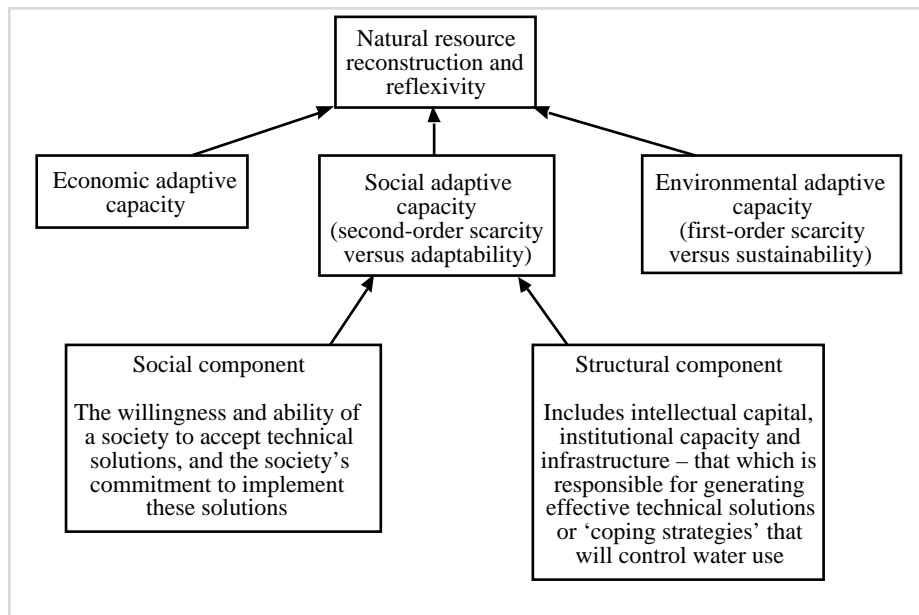 Natural resource
reconstruction and
reflexivity
Economic adaptive
capacity
Social adaptive
capacity
(second-order scarcity
versus adaptability)
Environmental adaptive
capacity
(first-order scarcity
versus sustainability)
Social component
The willingness and ability of
a society to accept technical
solutions, and the society’s
commitment to implement
these solutions
Structural component
Includes intellectual capital,
institutional capacity and
infrastructure – that which is
responsible for generating
effective technical solutions
or ‘coping strategies’ that
will control water use